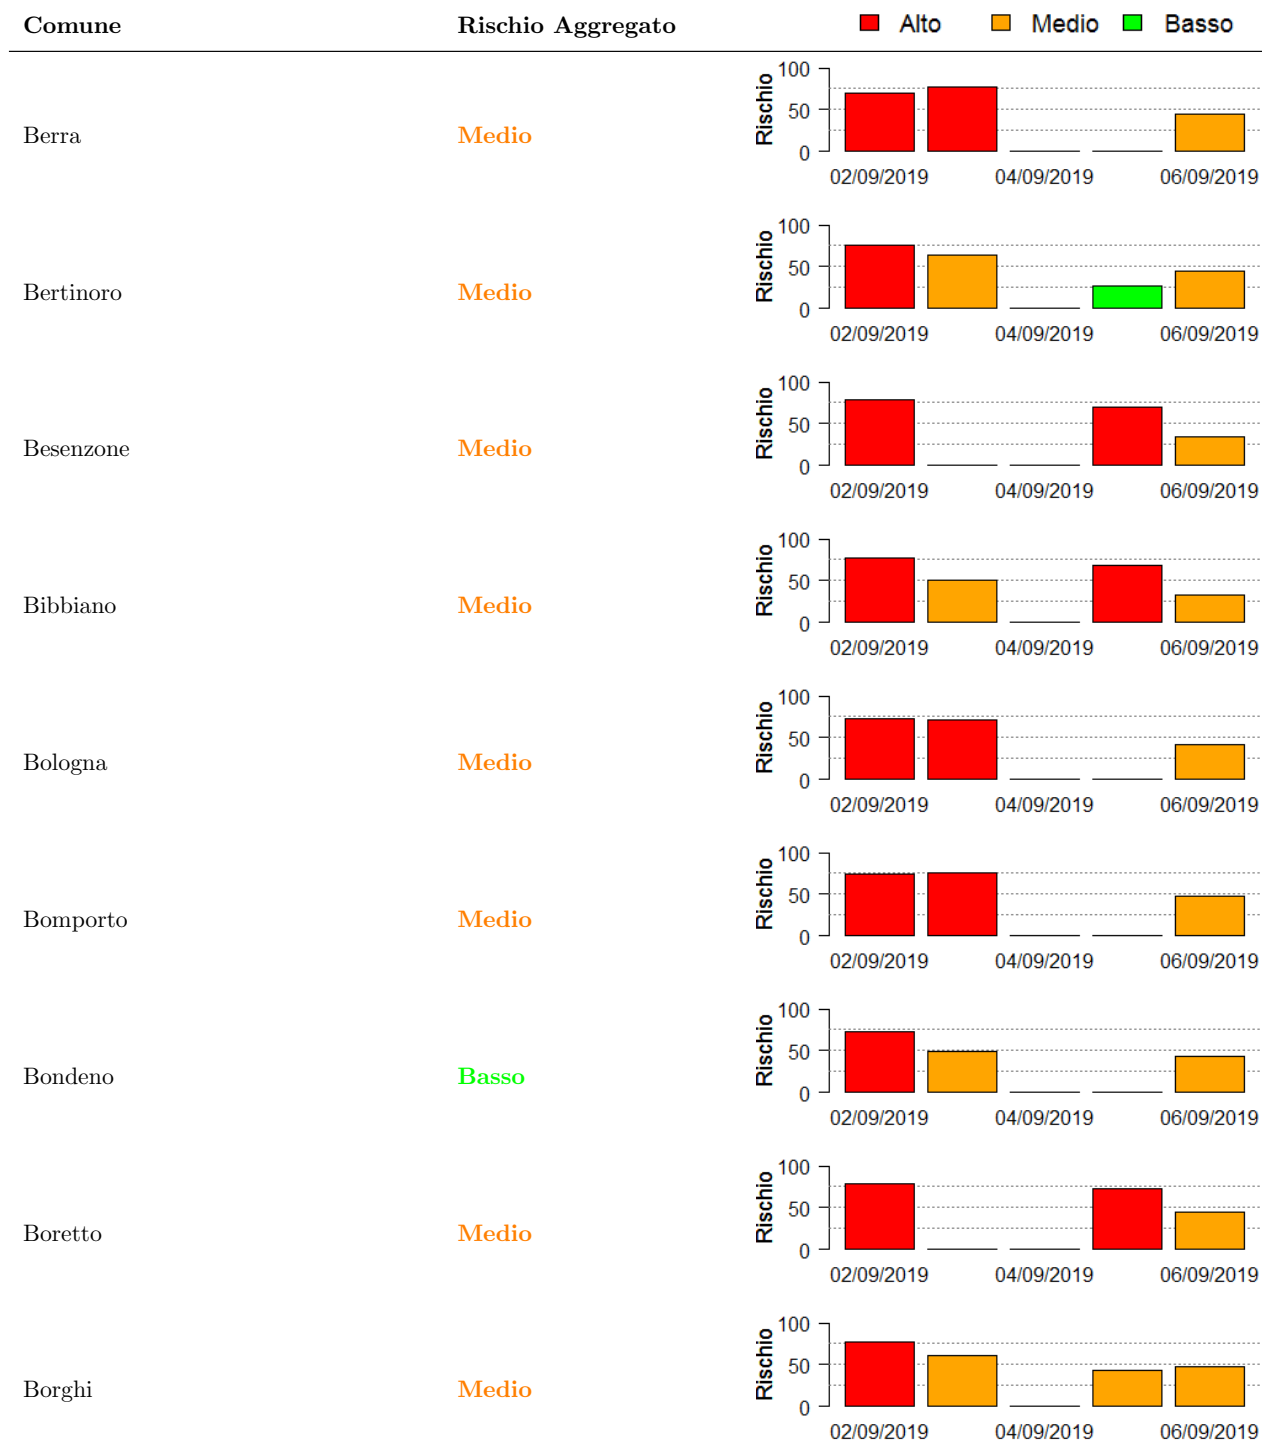 Comune Rischio Aggregato Alto Medio Basso
Berra Medio Rischio 100 50 0
02/09/2019 04/09/2019 06/09/2019
Bertinoro Medio Rischio 100 50 0
02/09/2019 04/09/2019 06/09/2019
Besenzone Medio Rischio 100 50 0
02/09/2019 04/09/2019 06/09/2019
Bibbiano Medio Rischio 100 50 0
02/09/2019 04/09/2019 06/09/2019
Bologna Medio Rischio 100 50 0
02/09/2019 04/09/2019 06/09/2019
Bomporto Medio Rischio 100 50 0
02/09/2019 04/09/2019 06/09/2019
Bondeno Basso Rischio 100 50 0
02/09/2019 04/09/2019 06/09/2019
Boretto Medio Rischio 100 50 0
02/09/2019 04/09/2019 06/09/2019
Borghi Medio Rischio 100 50 0
02/09/2019 04/09/2019 06/09/2019